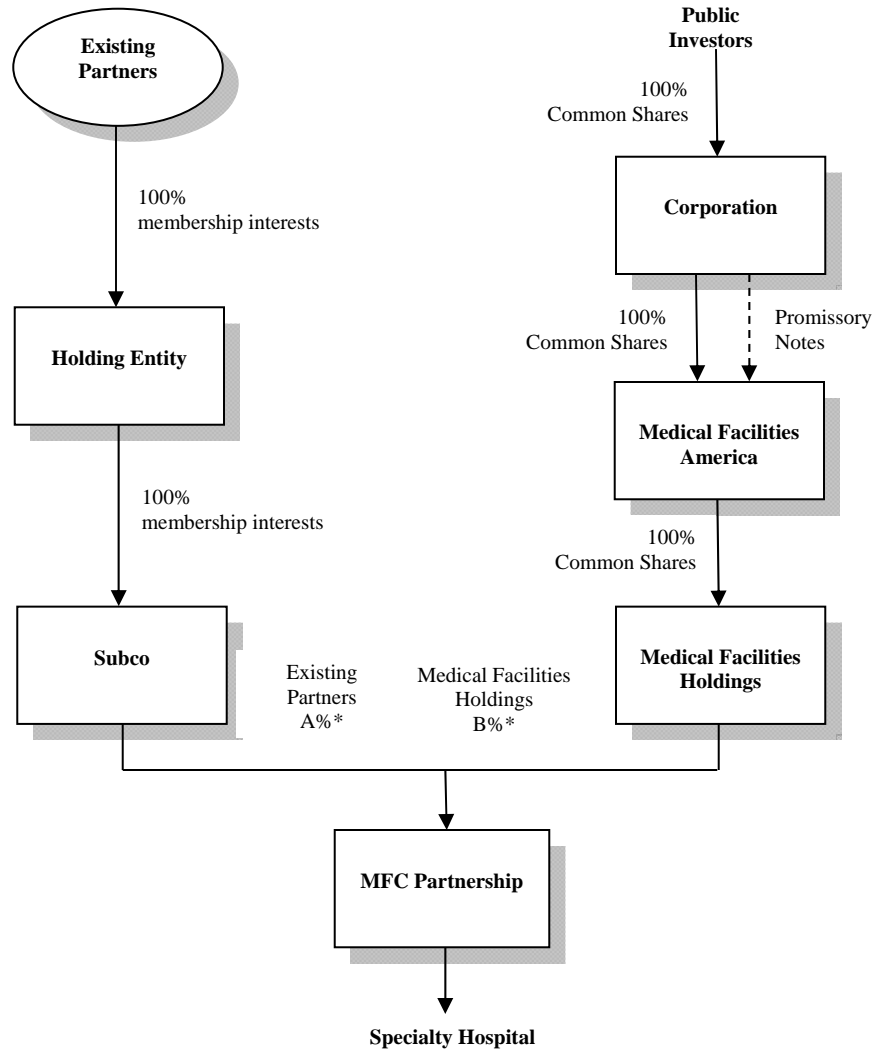 Existing
Partners
Public
Investors
100%
Common Shares
100%
membership interests
Corporation
100%
Common Shares
Promissory
Notes
Holding Entity
Medical Facilities
America
100%
membership interests
100%
Common Shares
Subco
Existing
Partners
A%*
Medical Facilities
Holdings
B%*
Medical Facilities
Holdings
MFC Partnership
Specialty Hospital